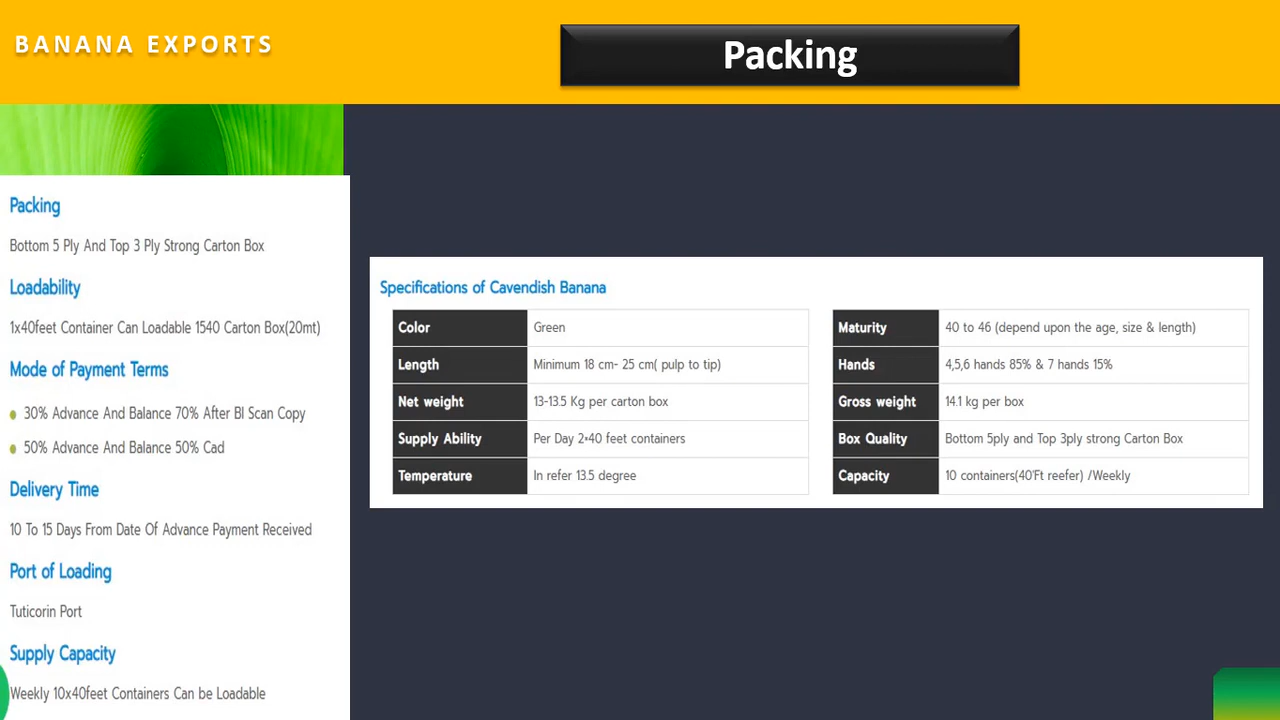 BANANA EXPORTS
Packing
Packing
Bottom 5 Ply And Top 3 Ply Strong Carton Box
Loadability
1x40feet Container Can Loadable 1540 Carton Box(20mt)
Mode of Payment Terms
30% Advance And Balance 70% After Bl Scan Copy
50% Advance And Balance 50% Cad
Delivery Time
10 To 15 Days From Date Of Advance Payment Received
Port of Loading
Tuticorin Port
Supply Capacity
Weekly 10x40feet Containers Can be Loadable
Specifications of Cavendish Banana
Color Green
Length Minimum 18 cm- 25 cm( pulp to tip)
Net weight 13-13.5 Kg per carton box
Supply Ability Per Day 2*40 feet containers
Temperature In refer 13.5 degree
Maturity 40 to 46 (depend upon the age, size & length)
Hands 4,5,6 hands 85% & 7 hands 15%
Gross weight 14.1 kg per box
Box Quality Bottom 5ply and Top 3ply strong Carton Box
Capacity 10 containers(40'Ft reefer) /Weekly